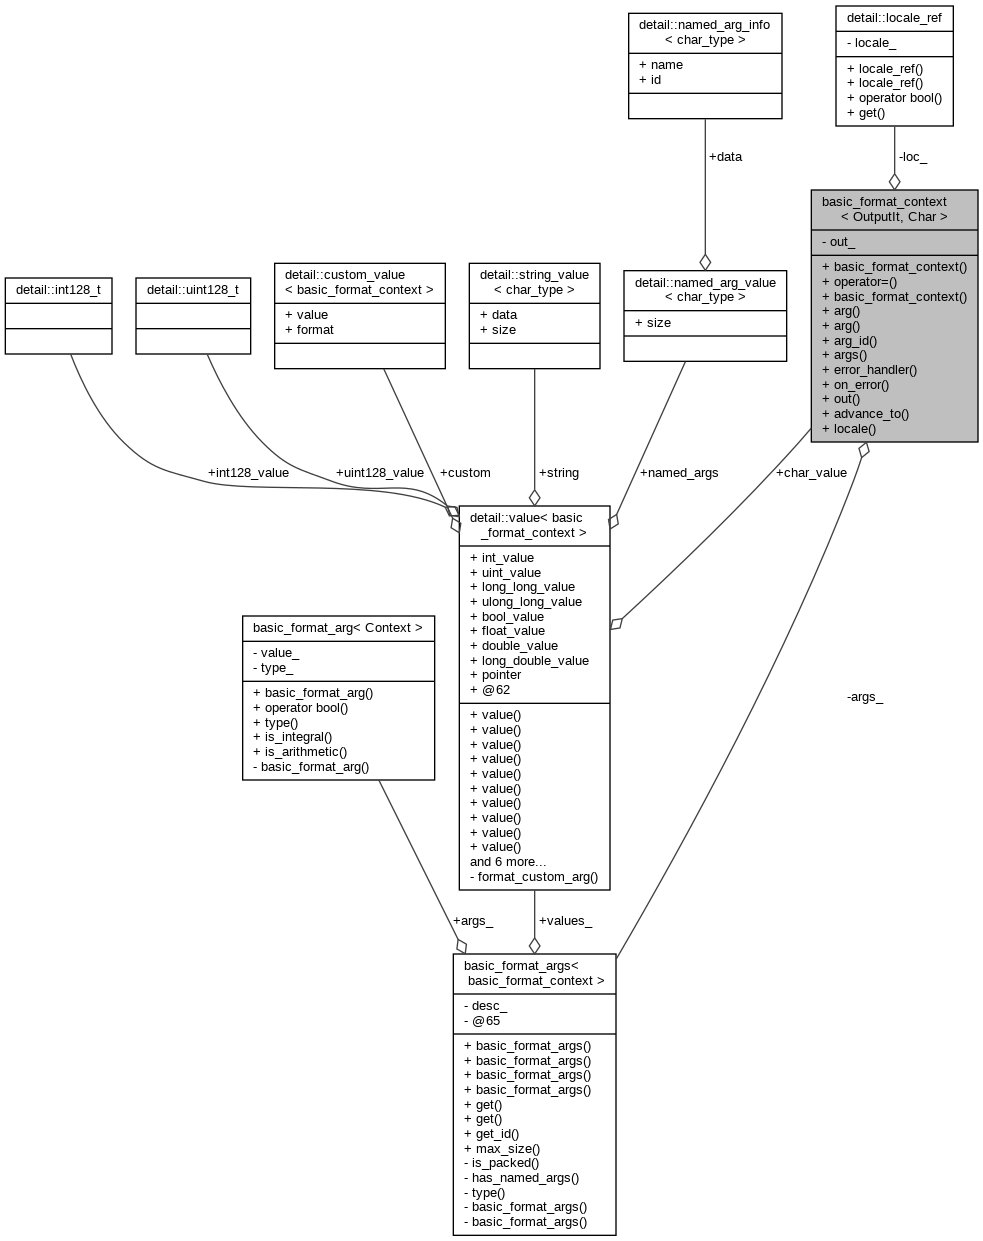 detail::named_arg_info
< char_type >
+ name
+ id
detail::locale_ref
- locale_
+ locale_ref()
+ locale_ref()
+ operator bool()
+ get()
+data
-loc_
basic_format_context
< OutputIt, Char >
- out_
+ basic_format_context()
+ operator=()
+ basic_format_context()
+ arg()
+ arg()
+ arg_id()
+ args()
+ error_handler()
+ on_error()
+ out()
+ advance_to()
+ locale()
detail::int128_t
detail::uint128_t
detail::custom_value
< basic_format_context >
+ value
+ format
detail::string_value
< char_type >
+ data
+ size
detail::named_arg_value
< char_type >
+ size
+int128_value
+uint128_value
+custom
+string
+named_args
+char_value
detail::value< basic
_format_context >
+ int_value
+ uint_value
+ long_long_value
+ ulong_long_value
+ bool_value
+ float_value
+ double_value
+ long_double_value
+ pointer
+ @62
+ value()
+ value()
+ value()
+ value()
+ value()
+ value()
+ value()
+ value()
+ value()
+ value()
and 6 more...
- format_custom_arg()
basic_format_arg< Context >
- value_
- type_
+ basic_format_arg()
+ operator bool()
+ type()
+ is_integral()
+ is_arithmetic()
- basic_format_arg()
-args_
+args_
+values_
basic_format_args<
basic_format_context >
- desc_
- @65
+ basic_format_args()
+ basic_format_args()
+ basic_format_args()
+ basic_format_args()
+ get()
+ get()
+ get_id()
+ max_size()
- is_packed()
- has_named_args()
- type()
- basic_format_args()
- basic_format_args()